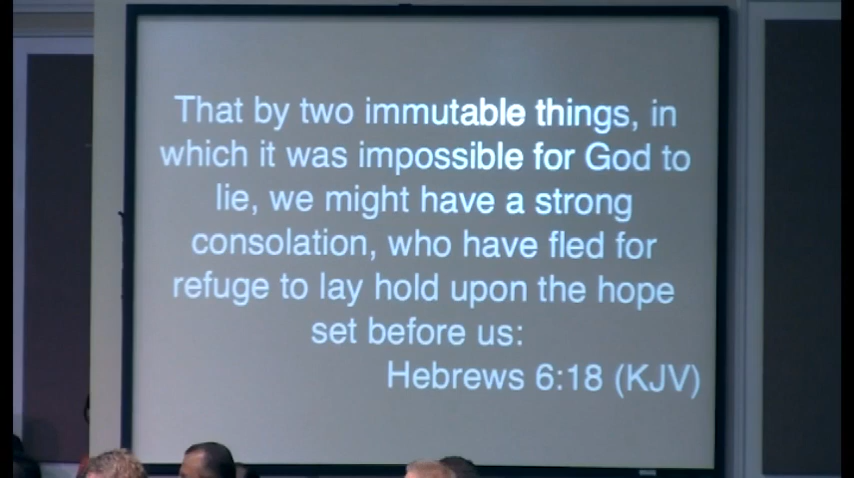 That by two immutable things, in
which it was impossible for God to
lie, we might have a strong
consolation, who have fled for
refuge to lay hold upon the hope
set before us:
Hebrews 6:18 (KJV)